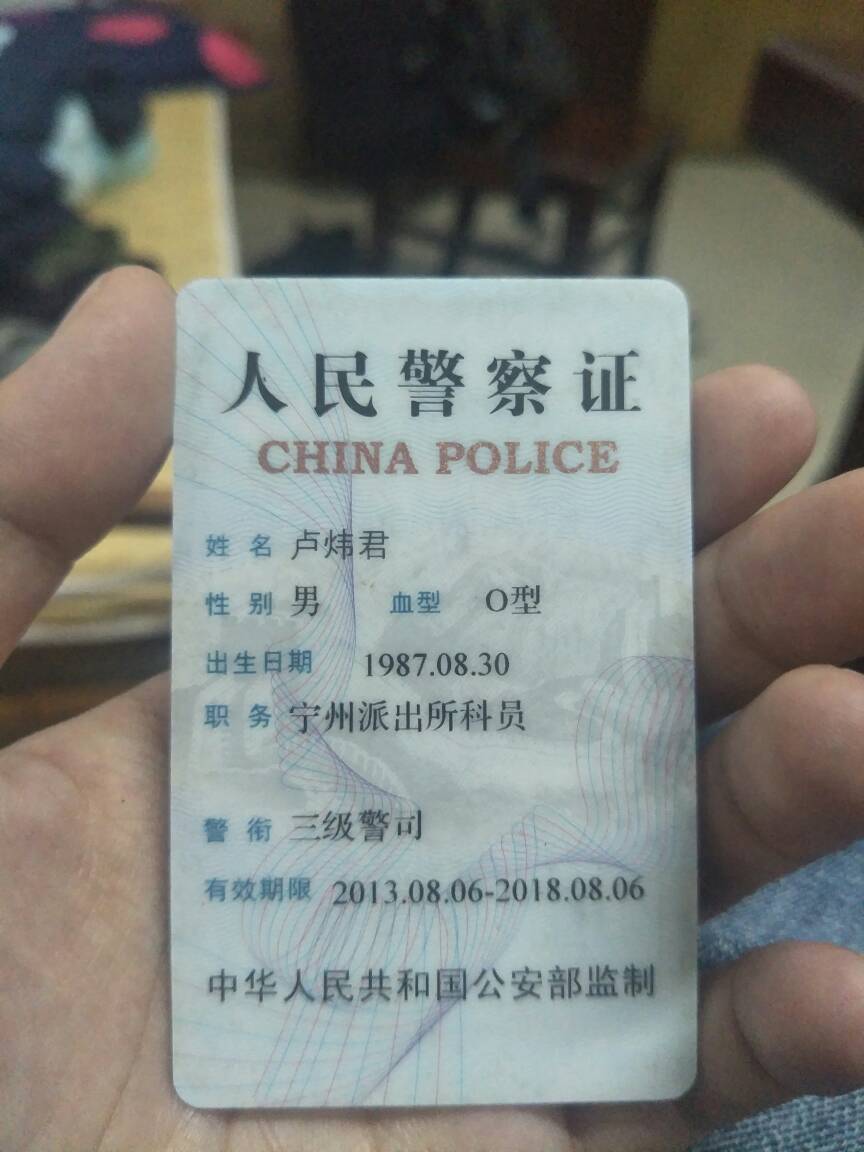 人民警察证
CHINA POLICE
姓名 卢炜君
性别 男 血型 O型
出生日期 1987.08.30
职务 宁州派出所科员
警衔 三级警司
有效期限 2013.08.06-2018.08.06
中华人民共和国公安部监制